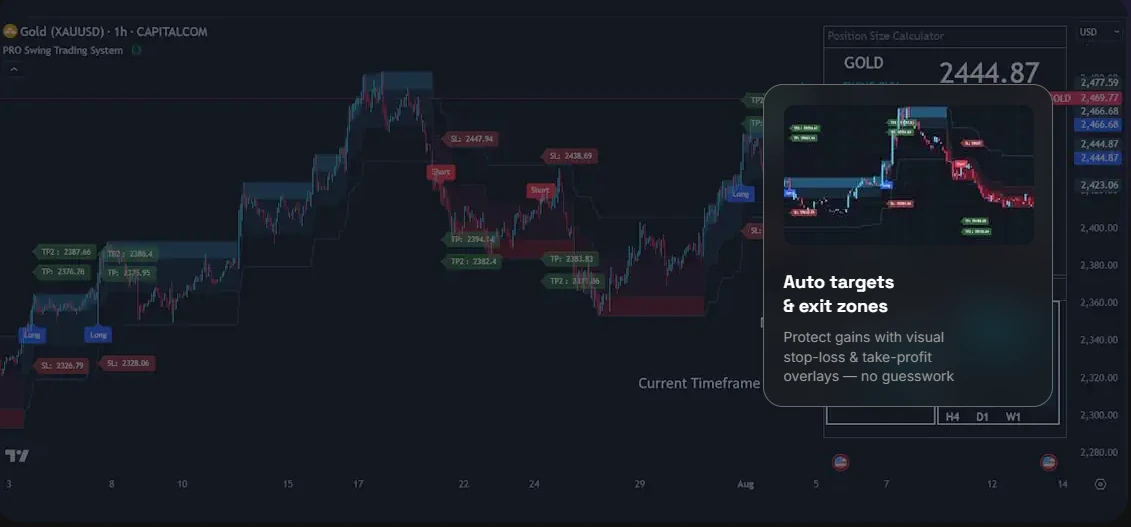 Gold (XAUUSD) · 1h · CAPITALCOM
PRO Swing Trading System
Position Size Calculator
GOLD
2444.87
USD
2,477.59
GOLD 2,469.77
2,466.68
2,466.68
2,444.87
2,444.87
2,423.06
2,400.00
2,380.00
2,360.00
2,340.00
2,320.00
2,300.00
2,280.00
SL: 2447.94
SL: 2438.69
Short
Short
Long
TP2 : 2387.66
TP2 : 2386.4
TP: 2394.14
TP: 2383.83
TP: 2376.76
TP: 2375.95
TP2 : 2382.4
Long
Long
SL: 2326.79
SL: 2328.06
Auto targets
& exit zones
Protect gains with visual
stop-loss & take-profit
overlays — no guesswork
Current Timeframe
H4 D1 W1
3 8 10 15 17 22 24 29 Aug 5 7 12 14